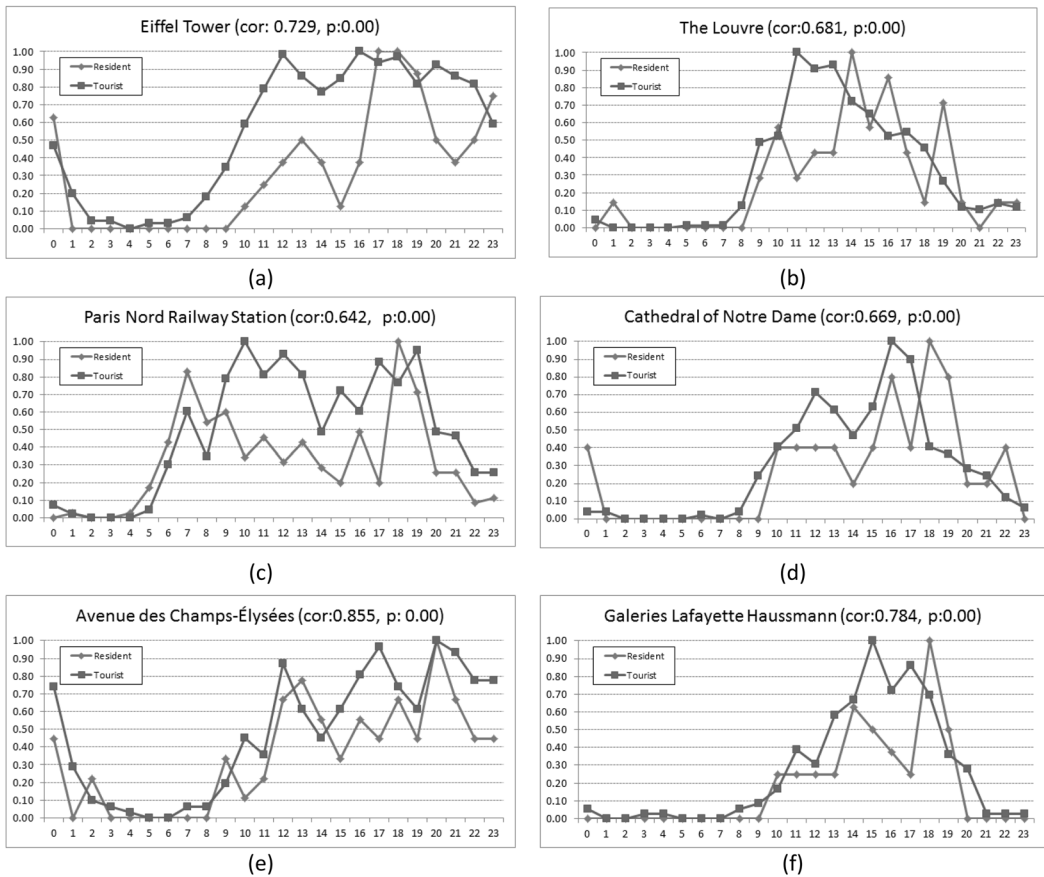 Eiffel Tower (cor: 0.729, p:0.00)
1.00
0.90
0.80
0.70
0.60
0.50
0.40
0.30
0.20
0.10
0.00
Resident
Tourist
0 1 2 3 4 5 6 7 8 9 10 11 12 13 14 15 16 17 18 19 20 21 22 23
(a)
The Louvre (cor:0.681, p:0.00)
1.00
0.90
0.80
0.70
0.60
0.50
0.40
0.30
0.20
0.10
0.00
Resident
Tourist
0 1 2 3 4 5 6 7 8 9 10 11 12 13 14 15 16 17 18 19 20 21 22 23
(b)
Paris Nord Railway Station (cor:0.642, p:0.00)
1.00
0.90
0.80
0.70
0.60
0.50
0.40
0.30
0.20
0.10
0.00
Resident
Tourist
0 1 2 3 4 5 6 7 8 9 10 11 12 13 14 15 16 17 18 19 20 21 22 23
(c)
Cathedral of Notre Dame (cor:0.669, p:0.00)
1.00
0.90
0.80
0.70
0.60
0.50
0.40
0.30
0.20
0.10
0.00
Resident
Tourist
0 1 2 3 4 5 6 7 8 9 10 11 12 13 14 15 16 17 18 19 20 21 22 23
(d)
Avenue des Champs-Élysées (cor:0.855, p: 0.00)
1.00
0.90
0.80
0.70
0.60
0.50
0.40
0.30
0.20
0.10
0.00
Resident
Tourist
0 1 2 3 4 5 6 7 8 9 10 11 12 13 14 15 16 17 18 19 20 21 22 23
(e)
Galeries Lafayette Haussmann (cor:0.784, p:0.00)
1.00
0.90
0.80
0.70
0.60
0.50
0.40
0.30
0.20
0.10
0.00
Resident
Tourist
0 1 2 3 4 5 6 7 8 9 10 11 12 13 14 15 16 17 18 19 20 21 22 23
(f)